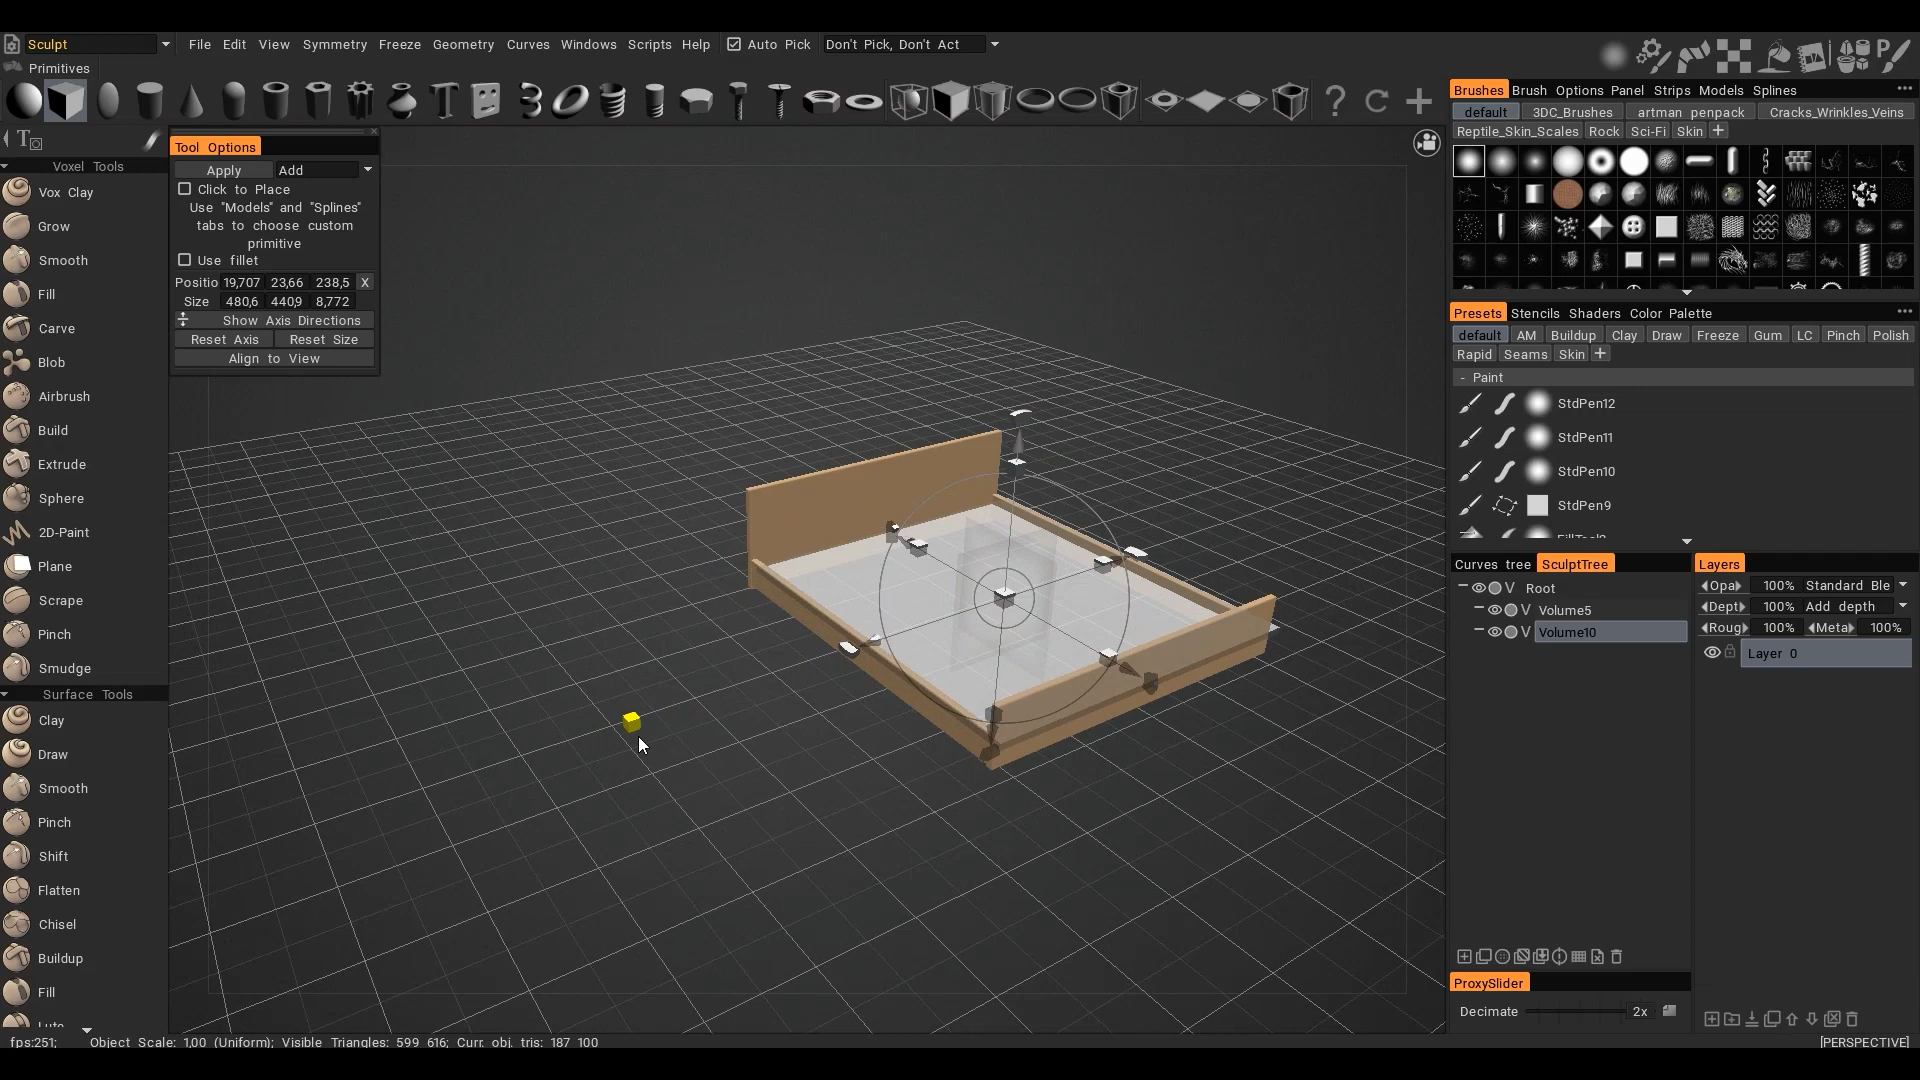 Sculpt File Edit View Symmetry Freeze Geometry Curves Windows Scripts Help Auto Pick Don't Pick, Don't Act
Primitives
Voxel Tools
Vox Clay
Grow
Smooth
Fill
Carve
Blob
Airbrush
Build
Extrude
Sphere
2D-Paint
Plane
Scrape
Pinch
Smudge
Surface Tools
Clay
Draw
Smooth
Pinch
Shift
Flatten
Chisel
Buildup
Fill
Tool Options
Apply Add
Click to Place
Use "Models" and "Splines"
tabs to choose custom
primitive
Use fillet
Positio 19,707 23,66 238,5 X
Size 480,6 440,9 8,772
Show Axis Directions
Reset Axis Reset Size
Align to View
Brushes Brush Options Panel Strips Models Splines
default 3DC_Brushes artman penpack Cracks_Wrinkles_Veins
Reptile_Skin_Scales Rock Sci-Fi Skin +
Presets Stencils Shaders Color Palette
default AM Buildup Clay Draw Freeze Gum LC Pinch Polish
Rapid Seams Skin +
- Paint
StdPen12
StdPen11
StdPen10
StdPen9
Curves tree SculptTree
Root
V Volume5
V Volume10
Layers
Opa 100% Standard Ble
Dept 100% Add depth
Roug 100% Meta 100%
Layer 0
ProxySlider
Decimate 2x
fps:251; Object Scale: 1,00 (Uniform); Visible Triangles: 599 616; Curr. obj. tris: 187 100 [PERSPECTIVE]